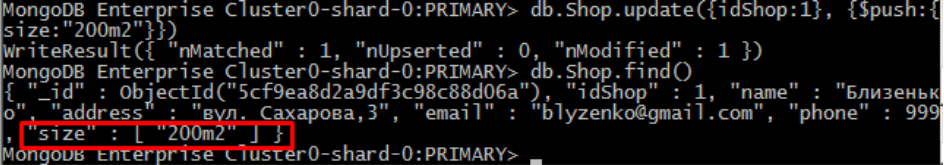 MongoDB Enterprise Cluster0-shard-0:PRIMARY> db.Shop.update({idShop:1}, {$push:{
size:"200m2"}})
WriteResult({ "nMatched" : 1, "nUpserted" : 0, "nModified" : 1 })
MongoDB Enterprise Cluster0-shard-0:PRIMARY> db.Shop.find()
{ "_id" : ObjectId("5cf9ea8d2a9df3c98c88d06a"), "idShop" : 1, "name" : "Близеньк
о", "address" : "вул. Сахарова,3", "email" : "blyzenko@gmail.com", "phone" : 999
, "size" : [ "200m2" ] }
MongoDB Enterprise Cluster0-shard-0:PRIMARY>